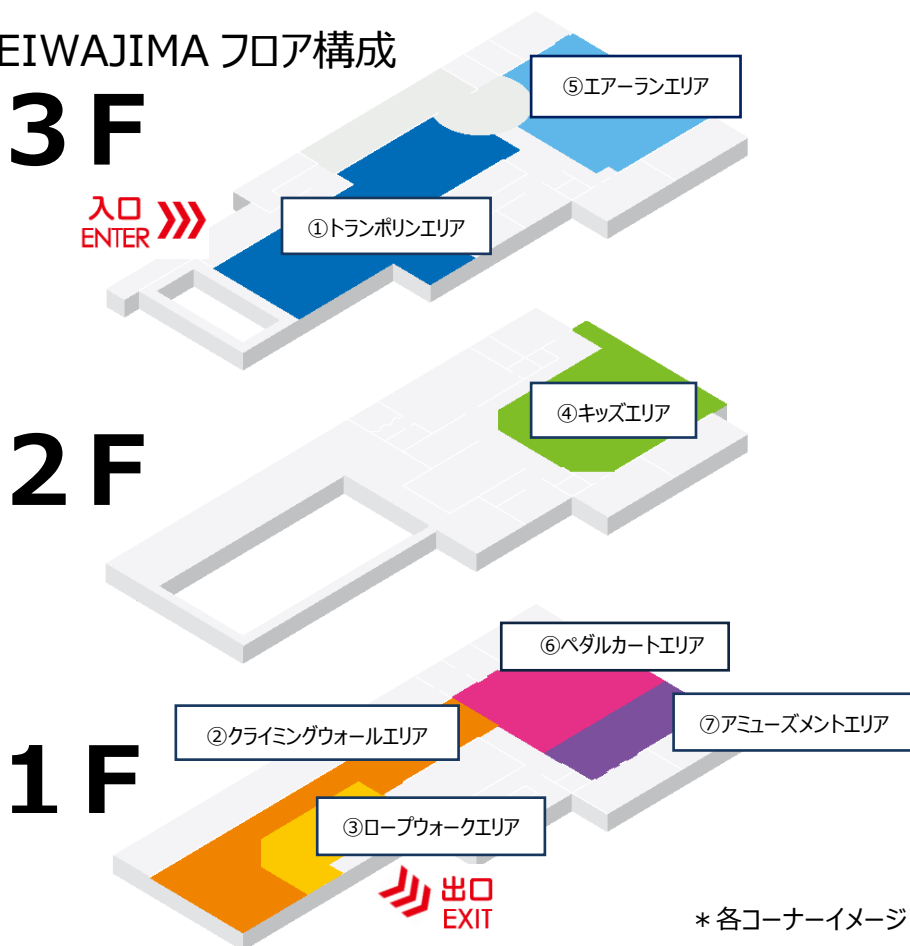 EIWAJIMA フロア構成
3F
⑤エアーランエリア
入口
ENTER
①トランポリンエリア
2F
④キッズエリア
1F
⑥ペダルカートエリア
②クライミングウォールエリア
⑦アミューズメントエリア
③ロープウォークエリア
出口
EXIT
＊各コーナーイメージ